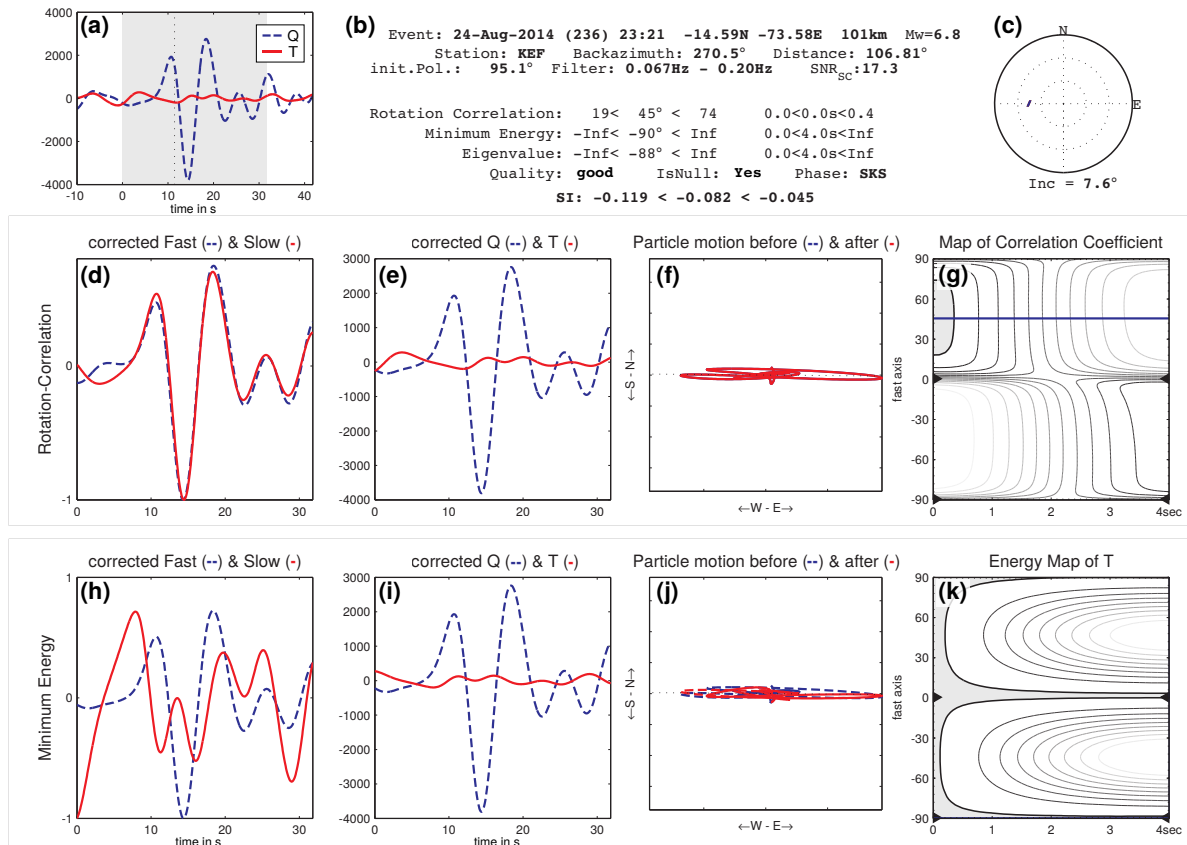 (a)
4000
2000
0
-2000
-4000
Q
T
-10 0 10 20 30 40
time in s
(b)
Event: 24-Aug-2014 (236) 23:21 -14.59N -73.58E 101km Mw=6.8
Station: KEF Backazimuth: 270.5° Distance: 106.81°
init.Pol.: 95.1° Filter: 0.067Hz - 0.20Hz SNR_SC:17.3
Rotation Correlation: 19< 45° < 74 0.0<0.0s<0.4
Minimum Energy: -Inf< -90° < Inf 0.0<4.0s<Inf
Eigenvalue: -Inf< -88° < Inf 0.0<4.0s<Inf
Quality: good IsNull: Yes Phase: SKS
SI: -0.119 < -0.082 < -0.045
(c)
N
E
Inc = 7.6°
Rotation-Correlation
corrected Fast (--) & Slow (-)
(d)
0
-1
0 10 20 30
corrected Q (--) & T (-)
(e)
3000
2000
1000
0
-1000
-2000
-3000
-4000
0 10 20 30
Particle motion before (--) & after (-)
(f)
←S - N→
←W - E→
Map of Correlation Coefficient
(g)
fast axis
90
60
30
0
-30
-60
-90
0 1 2 3 4sec
Minimum Energy
corrected Fast (--) & Slow (-)
(h)
1
0
-1
0 10 20 30
time in s
corrected Q (--) & T (-)
(i)
3000
2000
1000
0
-1000
-2000
-3000
-4000
0 10 20 30
time in s
Particle motion before (--) & after (-)
(j)
←S - N→
←W - E→
Energy Map of T
(k)
fast axis
90
60
30
0
-30
-60
-90
0 1 2 3 4sec